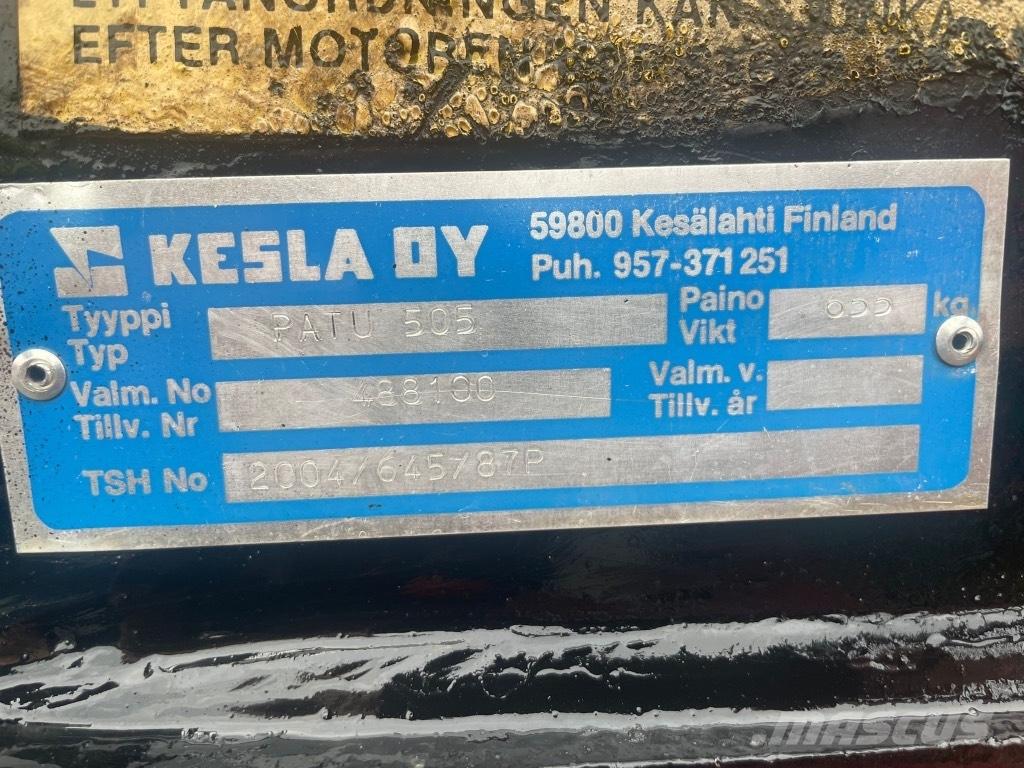 EFTER MOTOREN
KESLA OY
59800 Kesälahti Finland
Puh. 957-371 251
Tyyppi
Typ
PATU 505
Paino
Vikt
kg.
Valm. No
Tillv. Nr
488100
Valm. v.
Tillv. år
TSH No
2004/645/87P
MASCUS